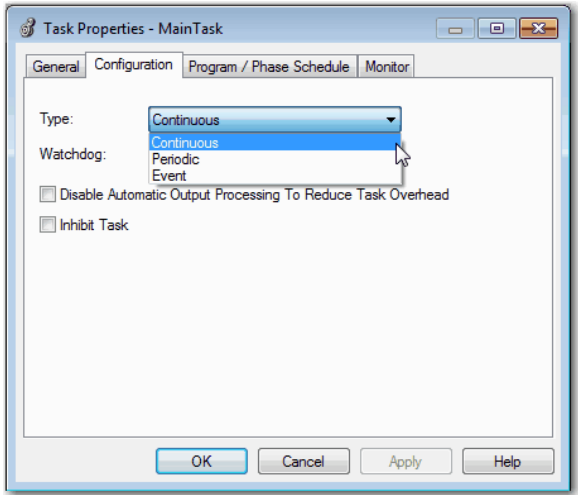 Task Properties - MainTask
General Configuration Program / Phase Schedule Monitor
Type: Continuous
Continuous
Watchdog: Periodic
Event
Disable Automatic Output Processing To Reduce Task Overhead
Inhibit Task
OK Cancel Apply Help